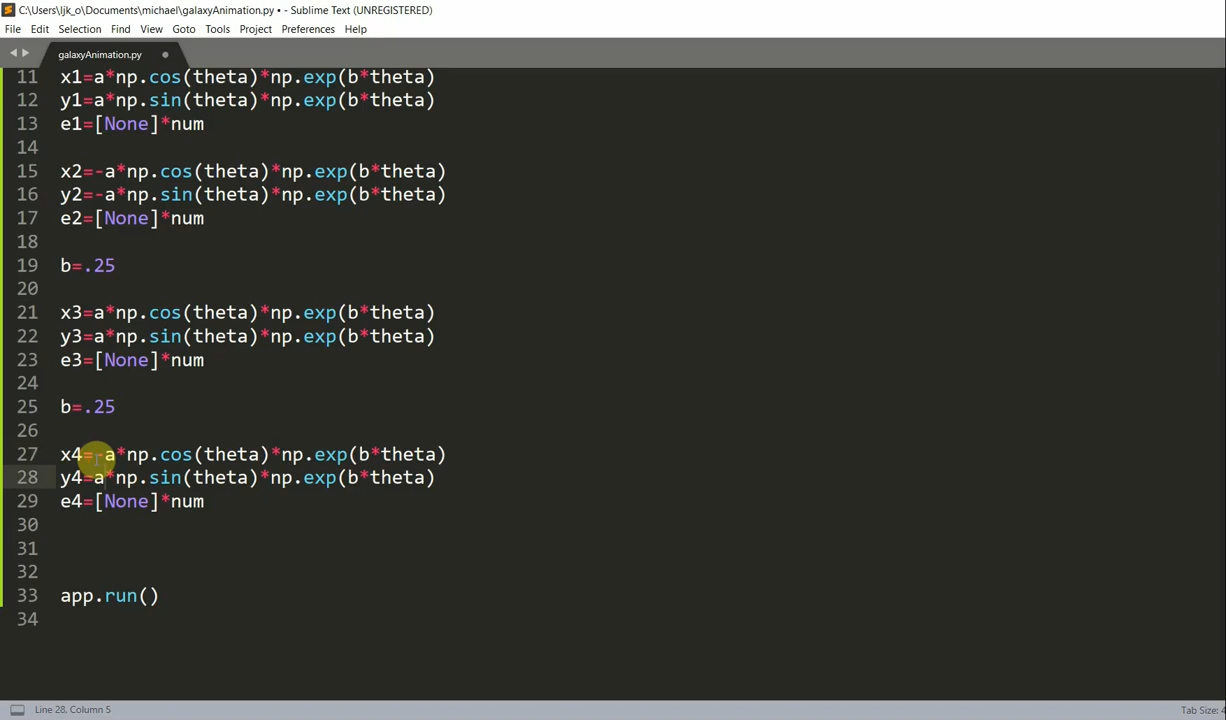 C:\Users\ljk_o\Documents\michael\galaxyAnimation.py • - Sublime Text (UNREGISTERED)
File Edit Selection Find View Goto Tools Project Preferences Help
galaxyAnimation.py
11 x1=a*np.cos(theta)*np.exp(b*theta)
12 y1=a*np.sin(theta)*np.exp(b*theta)
13 e1=[None]*num
14
15 x2=-a*np.cos(theta)*np.exp(b*theta)
16 y2=-a*np.sin(theta)*np.exp(b*theta)
17 e2=[None]*num
18
19 b=.25
20
21 x3=a*np.cos(theta)*np.exp(b*theta)
22 y3=a*np.sin(theta)*np.exp(b*theta)
23 e3=[None]*num
24
25 b=.25
26
27 x4=-a*np.cos(theta)*np.exp(b*theta)
28 y4=a*np.sin(theta)*np.exp(b*theta)
29 e4=[None]*num
30
31
32
33 app.run()
34
Line 28, Column 5
Tab Size: 4